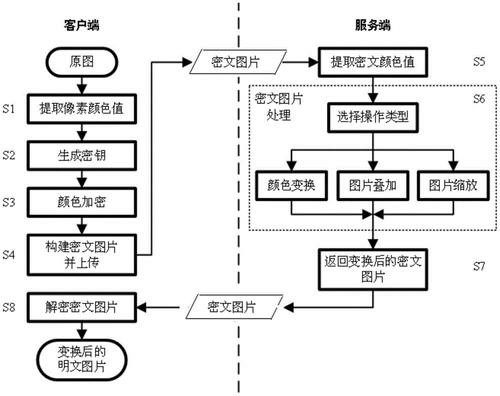 客户端
服务端
原图
密文图片
提取密文颜色值
S5
S1
提取像素颜色值
密文图片
处理
S6
选择操作类型
S2
生成密钥
S3
颜色加密
颜色变换
图片叠加
图片缩放
S4
构建密文图片
并上传
返回变换后的密文
图片
S7
S8
解密密文图片
密文图片
变换后的
明文图片